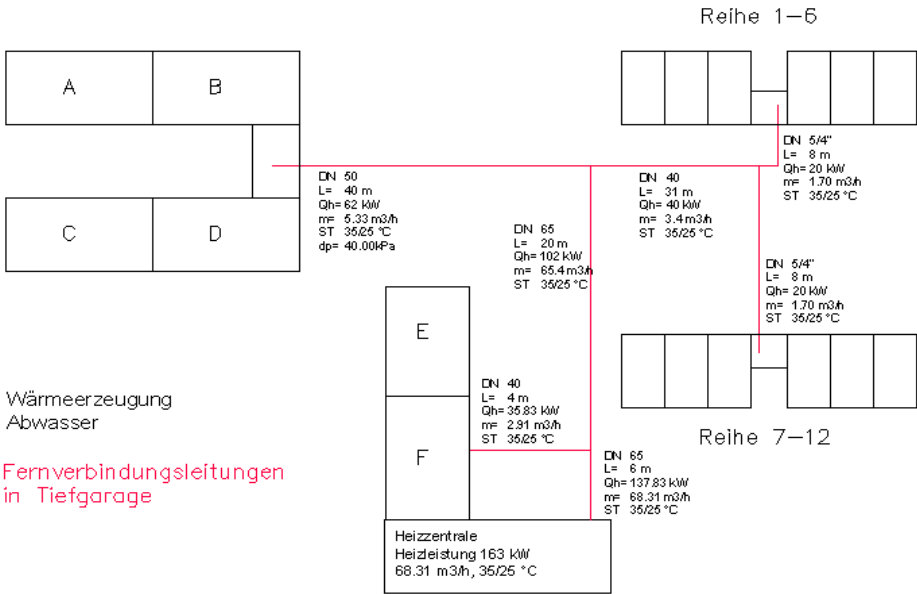 Reihe 1-6
A
B
DN 5/4"
L= 8 m
Qh= 20 kW
m= 1.70 m3/h
ST 35/25 °C
DN 50
L= 40 m
Qh= 62 kW
m= 5.33 m3/h
ST 35/25 °C
dp= 40.00kPa
DN 40
L= 31 m
Qh= 40 kW
m= 3.4 m3/h
ST 35/25 °C
C
D
DN 65
L= 20 m
Qh= 102 kW
m= 65.4 m3/h
ST 35/25 °C
DN 5/4"
L= 8 m
Qh= 20 kW
m= 1.70 m3/h
ST 35/25 °C
E
Wärmeerzeugung
Abwasser
DN 40
L= 4 m
Qh= 35.83 kW
m= 2.91 m3/h
ST 35/25 °C
Reihe 7-12
F
Fernverbindungsleitungen
in Tiefgarage
DN 65
L= 6 m
Qh= 137.83 kW
m= 68.31 m3/h
ST 35/25 °C
Heizzentrale
Heizleistung 163 kW
68.31 m3/h, 35/25 °C